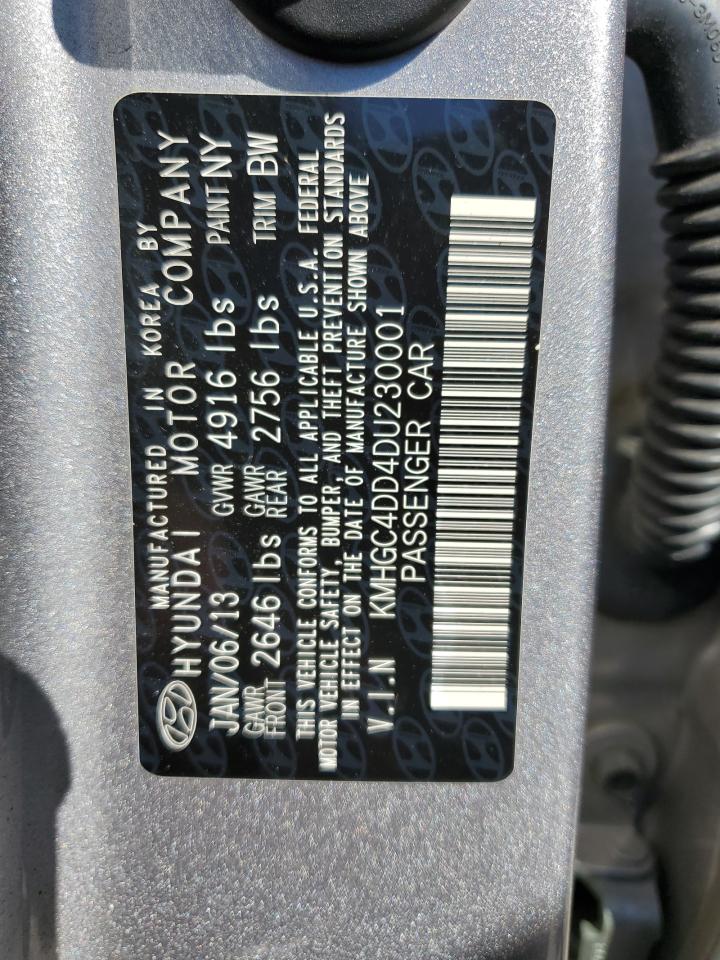 MANUFACTURED IN KOREA BY
HYUNDAI MOTOR COMPANY
JAN/06/13 GVWR 4916 lbs PAINT NY
GAWR FRONT 2646 lbs GAWR REAR 2756 lbs TRIM BW
THIS VEHICLE CONFORMS TO ALL APPLICABLE U.S.A. FEDERAL
MOTOR VEHICLE SAFETY, BUMPER, AND THEFT PREVENTION STANDARDS
IN EFFECT ON THE DATE OF MANUFACTURE SHOWN ABOVE
V.I.N KMHGC4DD4DU230001
PASSENGER CAR